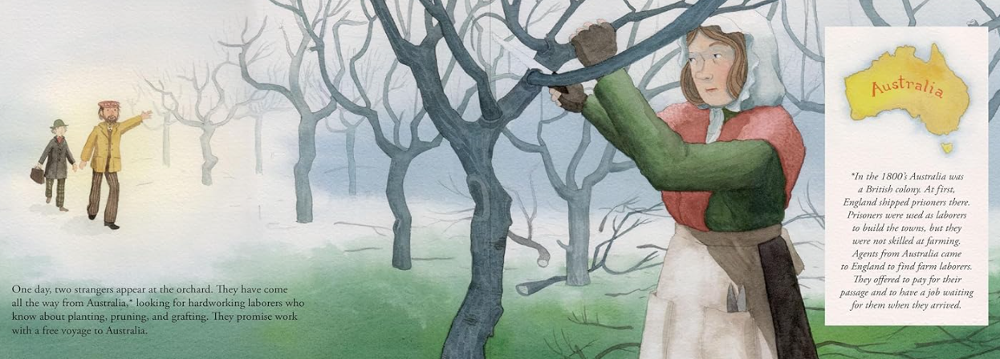 One day, two strangers appear at the orchard. They have come
all the way from Australia,* looking for hardworking laborers who
know about planting, pruning, and grafting. They promise work
with a free voyage to Australia.
Australia
*In the 1800's Australia was
a British colony. At first,
England shipped prisoners there.
Prisoners were used as laborers
to build the towns, but they
were not skilled at farming.
Agents from Australia came
to England to find farm laborers.
They offered to pay for their
passage and to have a job waiting
for them when they arrived.